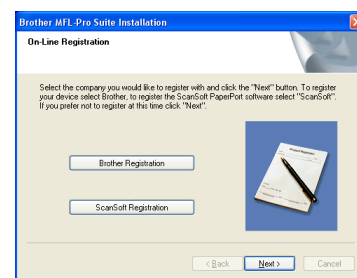 Brother MFL-Pro Suite Installation
On-Line Registration
Select the company you would like to register with and click the "Next" button. To register
your device select Brother, to register the ScanSoft PaperPort software select "ScanSoft".
If you prefer not to register at this time click "Next".
Brother Registration
ScanSoft Registration
< Back
Next >
Cancel